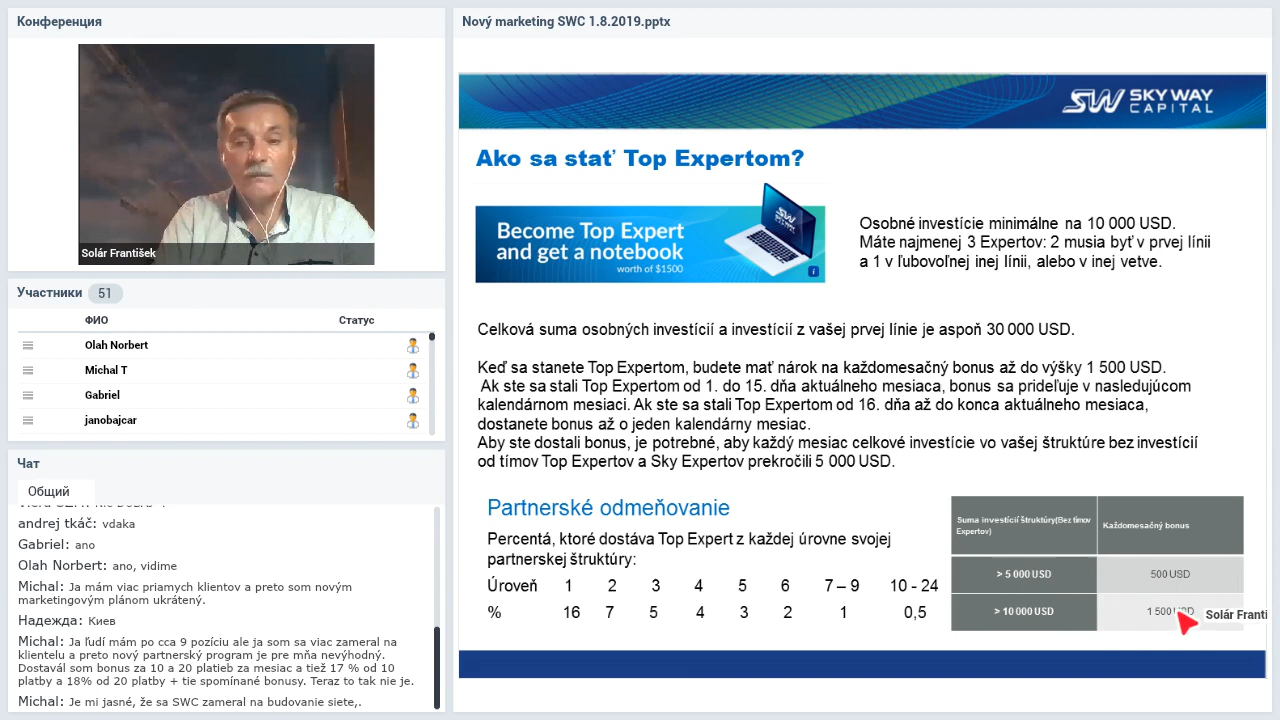 Конференция
Solár František
Участники 51
ФИО Статус
Olah Norbert
Michal T
Gabriel
janobajcar
Чат
Общий
andrej tkáč: vdaka
Gabriel: ano
Olah Norbert: ano, vidime
Michal: Ja mám viac priamych klientov a preto som novým
marketingovým plánom ukrátený.
Надежда: Киев
Michal: Ja ľudí mám po cca 9 pozíciu ale ja som sa viac zameral na
klientelu a preto nový partnerský program je pre mňa nevýhodný.
Dostavál som bonus za 10 a 20 platieb za mesiac a tiež 17 % od 10
platby a 18% od 20 platby + tie spomínané bonusy. Teraz to tak nie je.
Michal: Je mi jasné, že sa SWC zameral na budovanie siete,.
Nový marketing SWC 1.8.2019.pptx
SW SKY WAY
CAPITAL
Ako sa stať Top Expertom?
Become Top Expert
and get a notebook
worth of $1500
SW
i
Osobné investície minimálne na 10 000 USD.
Máte najmenej 3 Expertov: 2 musia byť v prvej línii
a 1 v ľubovoľnej inej línii, alebo v inej vetve.
Celková suma osobných investícií a investícií z vašej prvej línie je aspoň 30 000 USD.
Keď sa stanete Top Expertom, budete mať nárok na každomesačný bonus až do výšky 1 500 USD.
Ak ste sa stali Top Expertom od 1. do 15. dňa aktuálneho mesiaca, bonus sa prideľuje v nasledujúcom
kalendárnom mesiaci. Ak ste sa stali Top Expertom od 16. dňa až do konca aktuálneho mesiaca,
dostanete bonus až o jeden kalendárny mesiac.
Aby ste dostali bonus, je potrebné, aby každý mesiac celkové investície vo vašej štruktúre bez investícií
od tímov Top Expertov a Sky Expertov prekročili 5 000 USD.
Partnerské odmeňovanie
Percentá, ktoré dostáva Top Expert z každej úrovne svojej
partnerskej štruktúry:
Úroveň 1 2 3 4 5 6 7 – 9 10 - 24
% 16 7 5 4 3 2 1 0,5
Suma investícií štruktúry(Bez tímov
Expertov)
Každomesačný bonus
> 5 000 USD 500 USD
> 10 000 USD 1 500 USD
Solár Franti